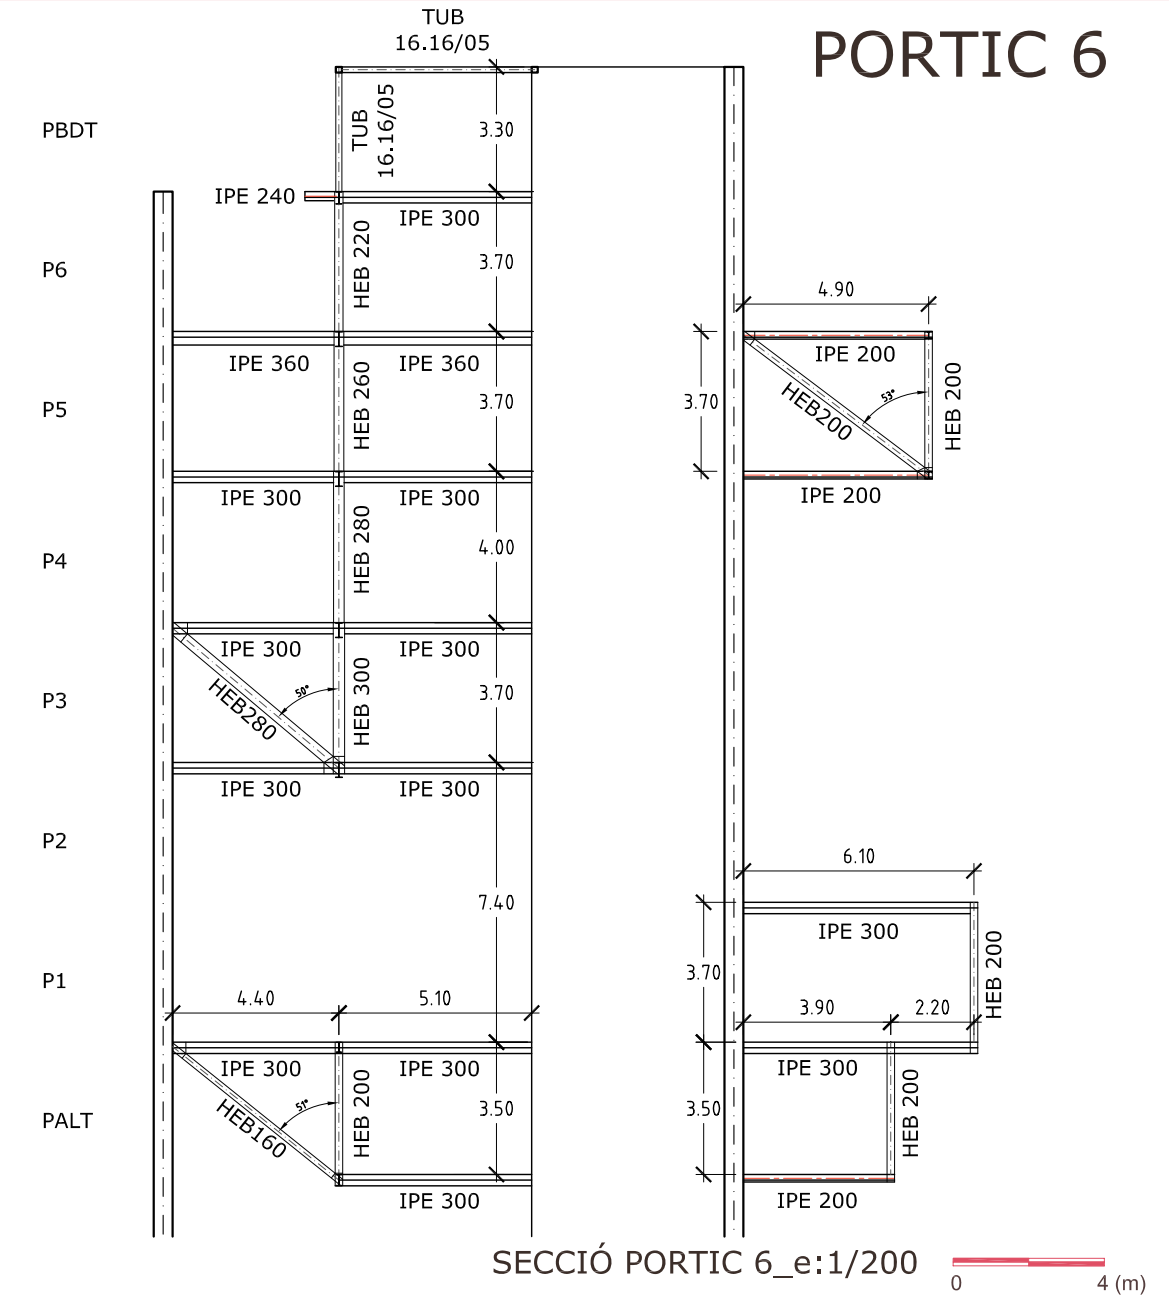 TUB
16.16/05
PORTIC 6
PBDT
TUB
16.16/05
3.30
IPE 240
IPE 300
P6
HEB 220
3.70
4.90
IPE 360
IPE 360
IPE 200
P5
HEB 260
3.70
3.70
HEB200
53°
HEB 200
IPE 300
IPE 300
IPE 200
P4
HEB 280
4.00
IPE 300
IPE 300
P3
HEB280
50°
HEB 300
3.70
IPE 300
IPE 300
P2
6.10
7.40
IPE 300
P1
3.70
HEB 200
4.40
5.10
3.90
2.20
IPE 300
IPE 300
IPE 300
PALT
HEB160
51°
HEB 200
3.50
3.50
HEB 200
IPE 300
IPE 200
SECCIÓ PORTIC 6_e:1/200
0
4 (m)